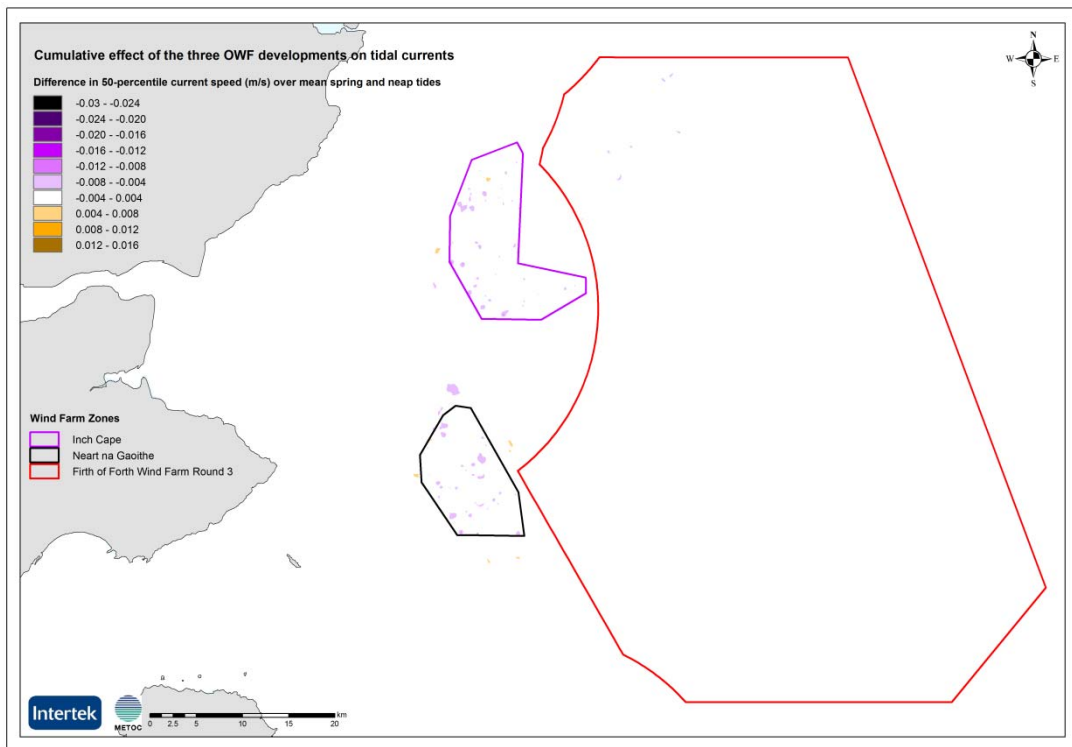 Cumulative effect of the three OWF developments on tidal currents
Difference in 50-percentile current speed (m/s) over mean spring and neap tides
-0.03 - -0.024
-0.024 - -0.020
-0.020 - -0.016
-0.016 - -0.012
-0.012 - -0.008
-0.008 - -0.004
-0.004 - 0.004
0.004 - 0.008
0.008 - 0.012
0.012 - 0.016
N
W E
S
Wind Farm Zones
Inch Cape
Neart na Gaoithe
Firth of Forth Wind Farm Round 3
Intertek
METOC
km
0 2.5 5 10 15 20